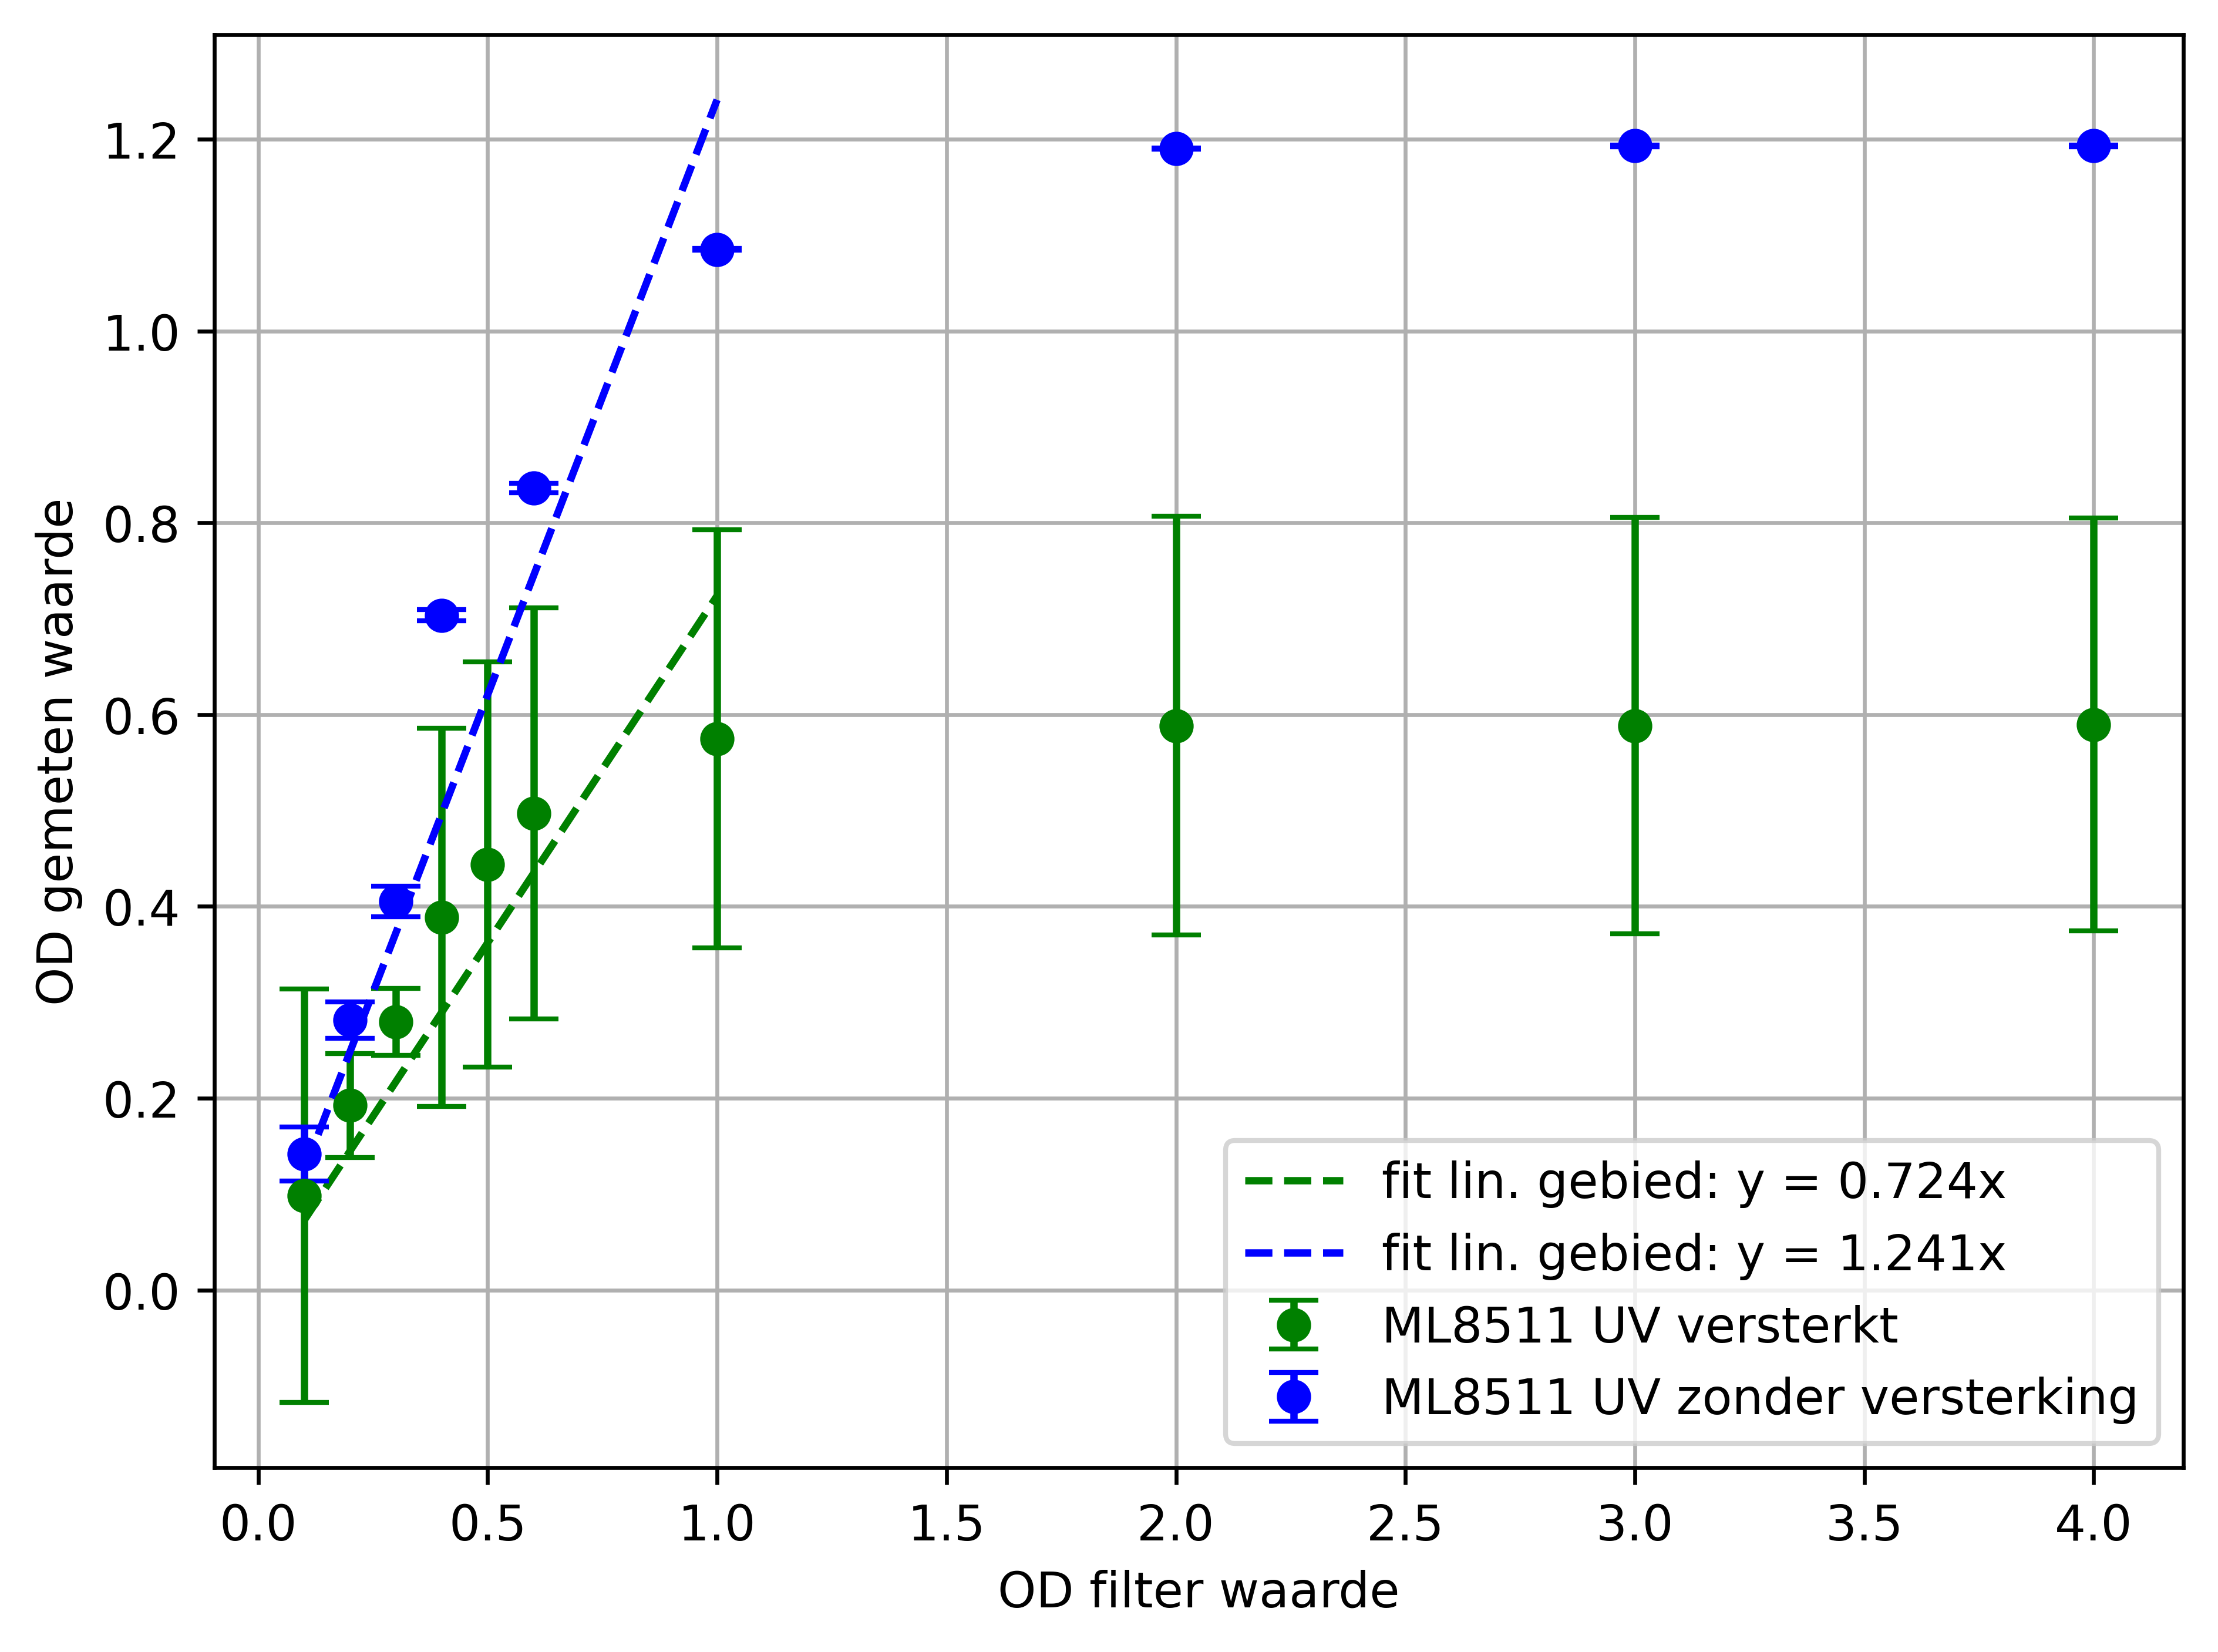 1.2
1.0
0.8
0.6
0.4
0.2
0.0
OD gemeten waarde
fit lin. gebied: y = 0.724x
fit lin. gebied: y = 1.241x
ML8511 UV versterkt
ML8511 UV zonder versterking
0.0 0.5 1.0 1.5 2.0 2.5 3.0 3.5 4.0
OD filter waarde